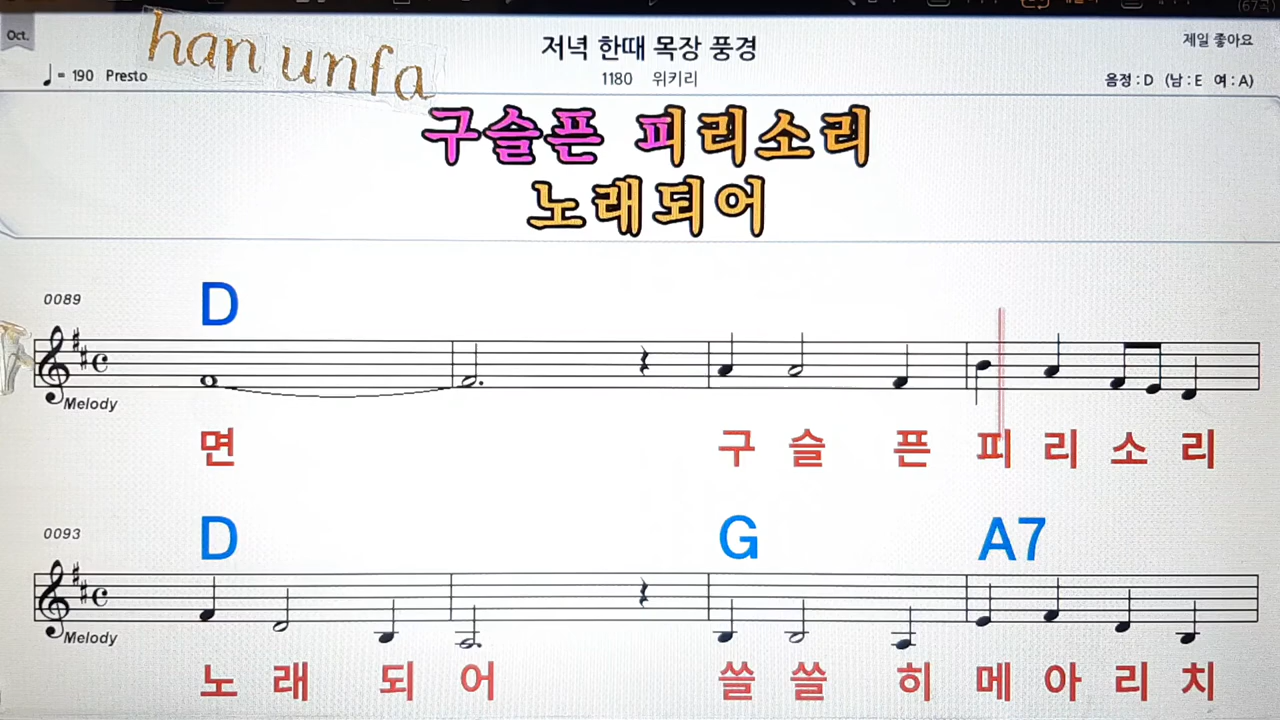 Oct.
han unfa
저녁 한때 목장 풍경
제일 좋아요
♩= 190 Presto
1180 위키리
음정 : D (남 : E 여 : A)
구슬픈 피리소리
노래되어
0089
D
Melody
면 구 슬 픈 피 리 소 리
0093
D G A7
Melody
노 래 되 어 쓸 쓸 히 메 아 리 치